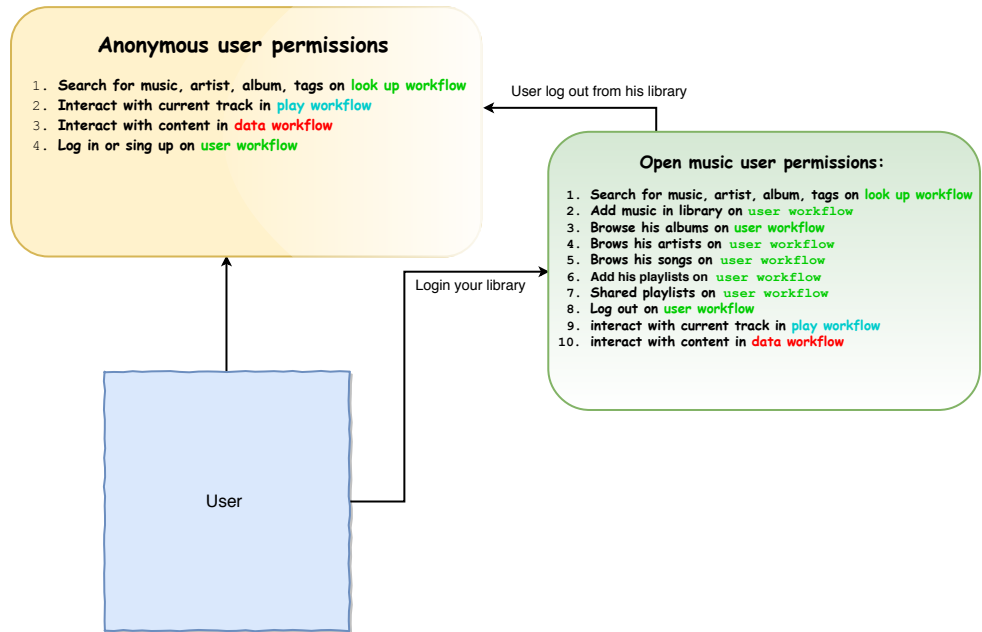 Anonymous user permissions
1. Search for music, artist, album, tags on look up workflow
2. Interact with current track in play workflow
3. Interact with content in data workflow
4. Log in or sing up on user workflow
User log out from his library
Open music user permissions:
1. Search for music, artist, album, tags on look up workflow
2. Add music in library on user workflow
3. Browse his albums on user workflow
4. Brows his artists on user workflow
5. Brows his songs on user workflow
6. Add his playlists on user workflow
7. Shared playlists on user workflow
8. Log out on user workflow
9. interact with current track in play workflow
10. interact with content in data workflow
Login your library
User